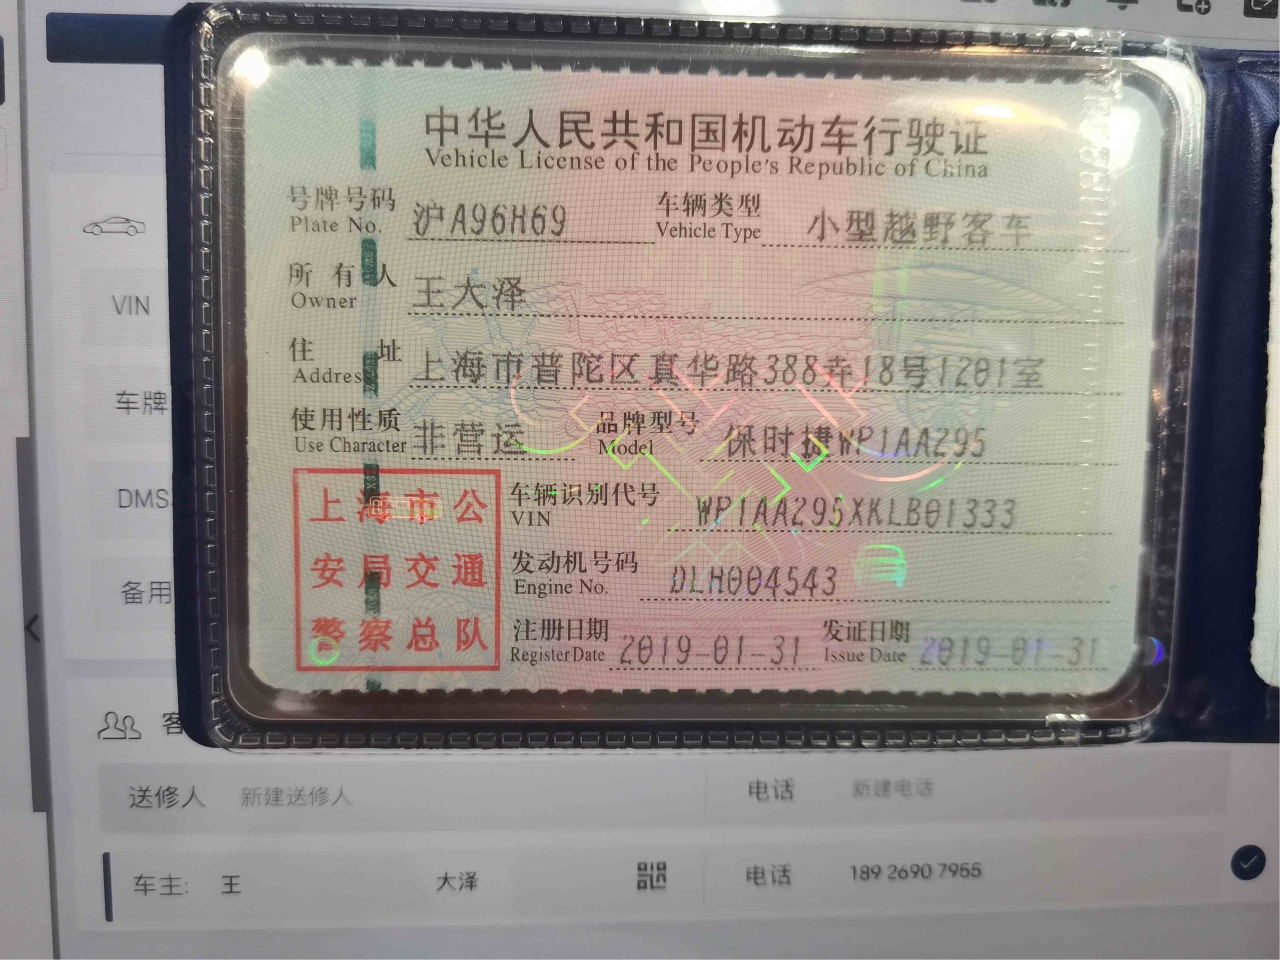 中华人民共和国机动车行驶证
Vehicle License of the People's Republic of China
号牌号码 沪A96H69 车辆类型 小型越野客车
Plate No. Vehicle Type
所有人 王大泽
Owner
住址 上海市普陀区真华路388弄18号1201室
Address
使用性质 非营运 品牌型号 保时捷WP1AA295
Use Character Model
上海市公
安局交通
警察总队
车辆识别代号 WP1AA295XKLB01333
VIN
发动机号码 DLH004543
Engine No.
注册日期 2019-01-31 发证日期 2019-01-31
Register Date Issue Date
VIN
车牌
DMS
备用
客
送修人 新建送修人 电话 新建电话
车主: 王 大泽 电话 189 2690 7955